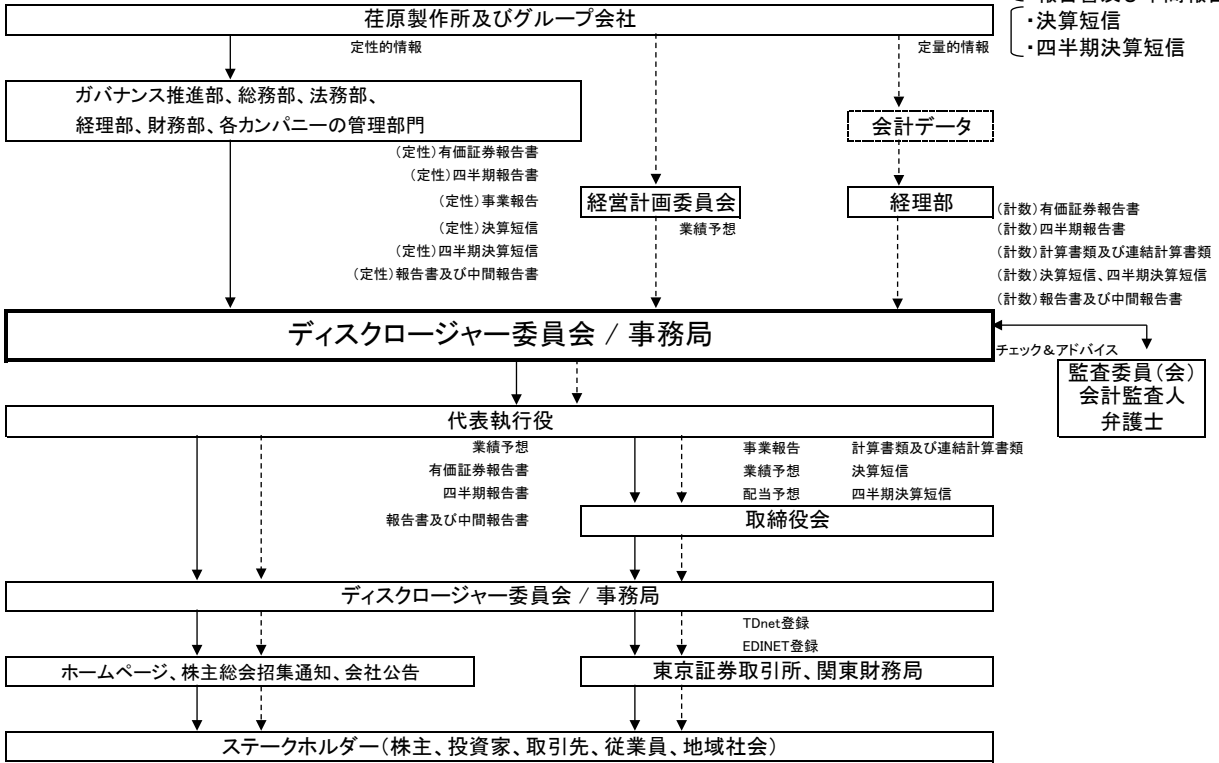 荏原製作所及びグループ会社
・決算短信
・四半期決算短信
定性的情報
定量的情報
ガバナンス推進部、総務部、法務部、
経理部、財務部、各カンパニーの管理部門
会計データ
(定性)有価証券報告書
(定性)四半期報告書
(定性)事業報告
(定性)決算短信
(定性)四半期決算短信
(定性)報告書及び中間報告書
経営計画委員会
業績予想
経理部
(計数)有価証券報告書
(計数)四半期報告書
(計数)計算書類及び連結計算書類
(計数)決算短信、四半期決算短信
(計数)報告書及び中間報告書
ディスクロージャー委員会 / 事務局
チェック&アドバイス
監査委員(会)
会計監査人
弁護士
代表執行役
業績予想
有価証券報告書
四半期報告書
報告書及び中間報告書
事業報告 計算書類及び連結計算書類
業績予想 決算短信
配当予想 四半期決算短信
取締役会
ディスクロージャー委員会 / 事務局
TDnet登録
EDINET登録
ホームページ、株主総会招集通知、会社公告
東京証券取引所、関東財務局
ステークホルダー(株主、投資家、取引先、従業員、地域社会)